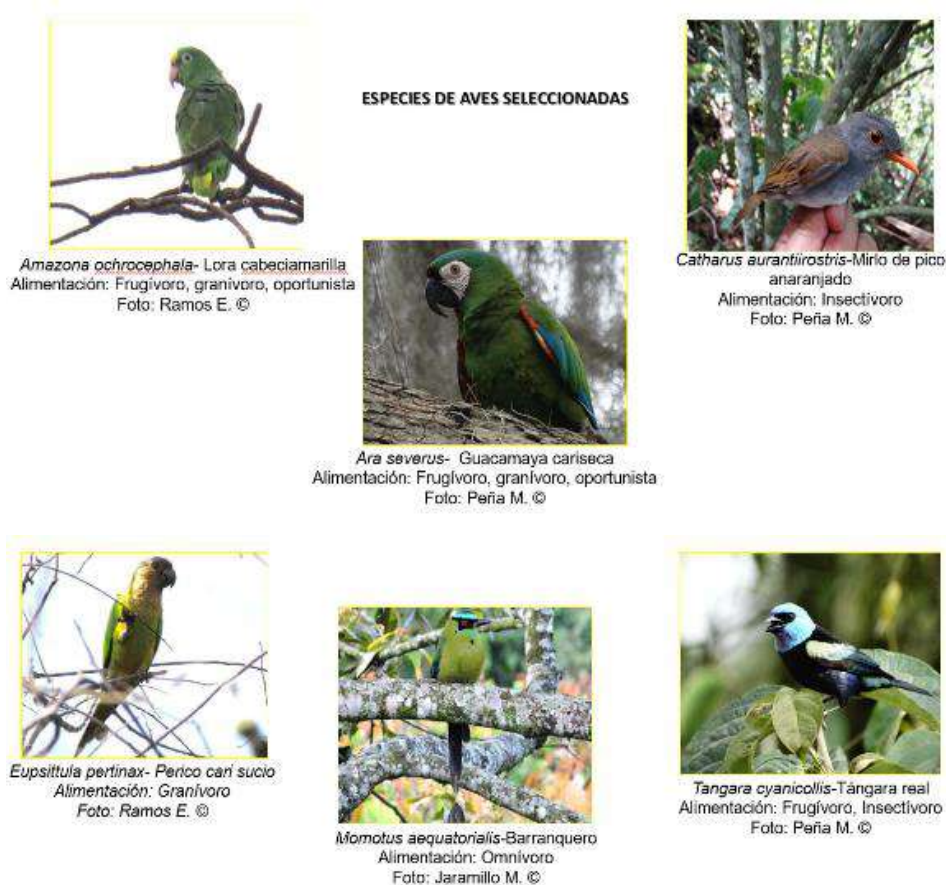 ESPECIES DE AVES SELECCIONADAS
Amazona ochrocephala- Lora cabeciamarilla
Alimentación: Frugívoro, granívoro, oportunista
Foto: Ramos E. ©
Catharus aurantiirostris-Mirlo de pico
anaranjado
Alimentación: Insectívoro
Foto: Peña M. ©
Ara severus- Guacamaya cariseca
Alimentación: Frugívoro, granívoro, oportunista
Foto: Peña M. ©
Eupsittula pertinax- Perico cari sucio
Alimentación: Granívoro
Foto: Ramos E. ©
Momotus aequatorialis-Barranquero
Alimentación: Omnívoro
Foto: Jaramillo M. ©
Tangara cyanicollis-Tángara real
Alimentación: Frugívoro, Insectívoro
Foto: Peña M. ©